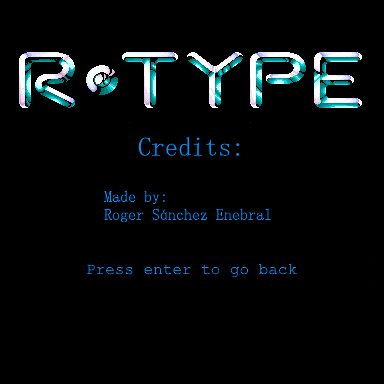 R•TYPE
Credits:
Made by:
Roger Sánchez Enebral
Press enter to go back